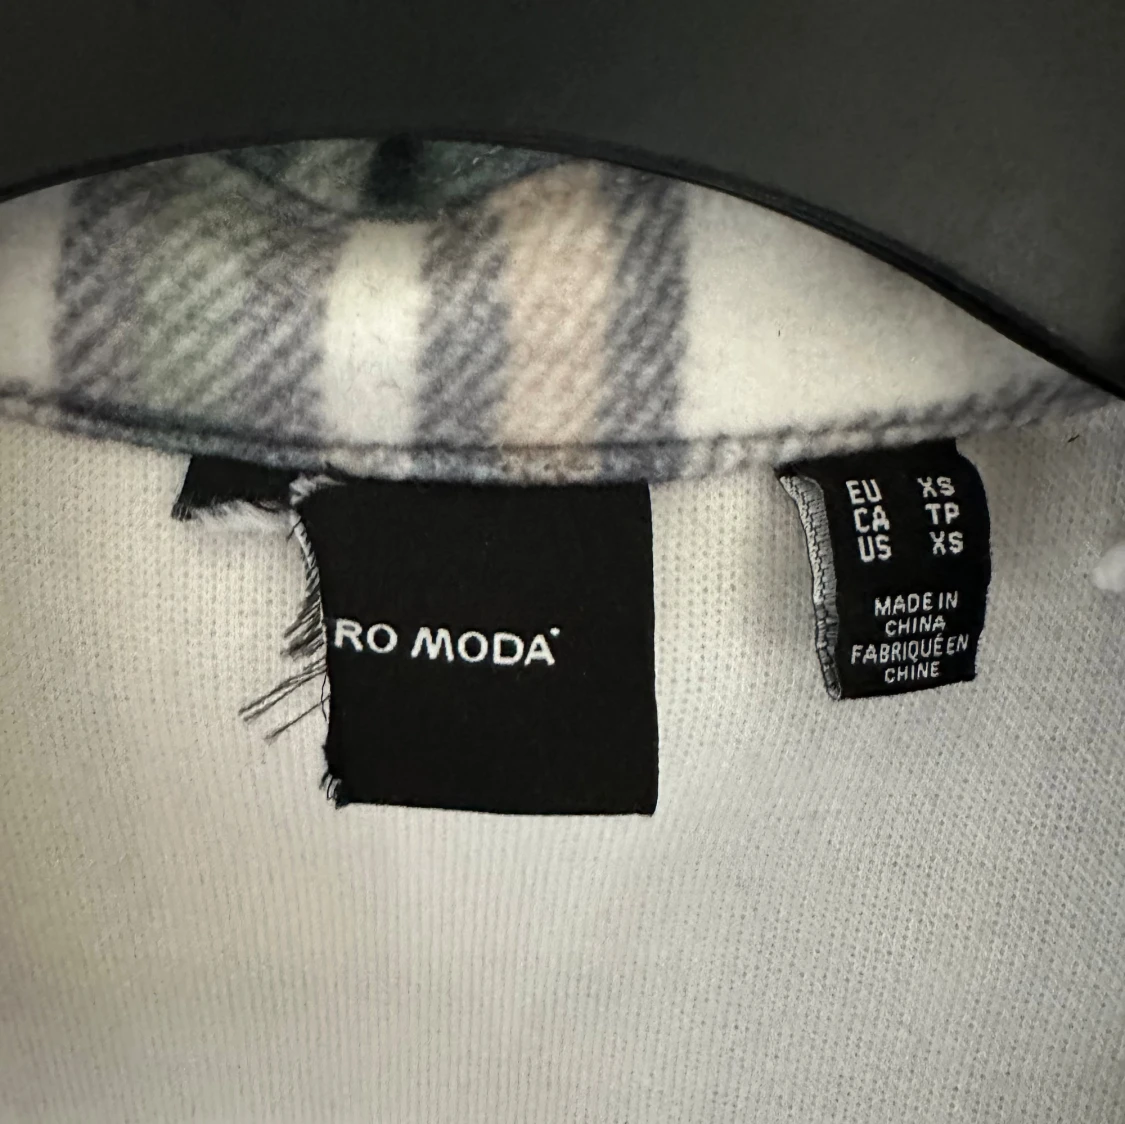 RO MODA
EU XS
CA TP
US XS
MADE IN
CHINA
FABRIQUÉ EN
CHINE